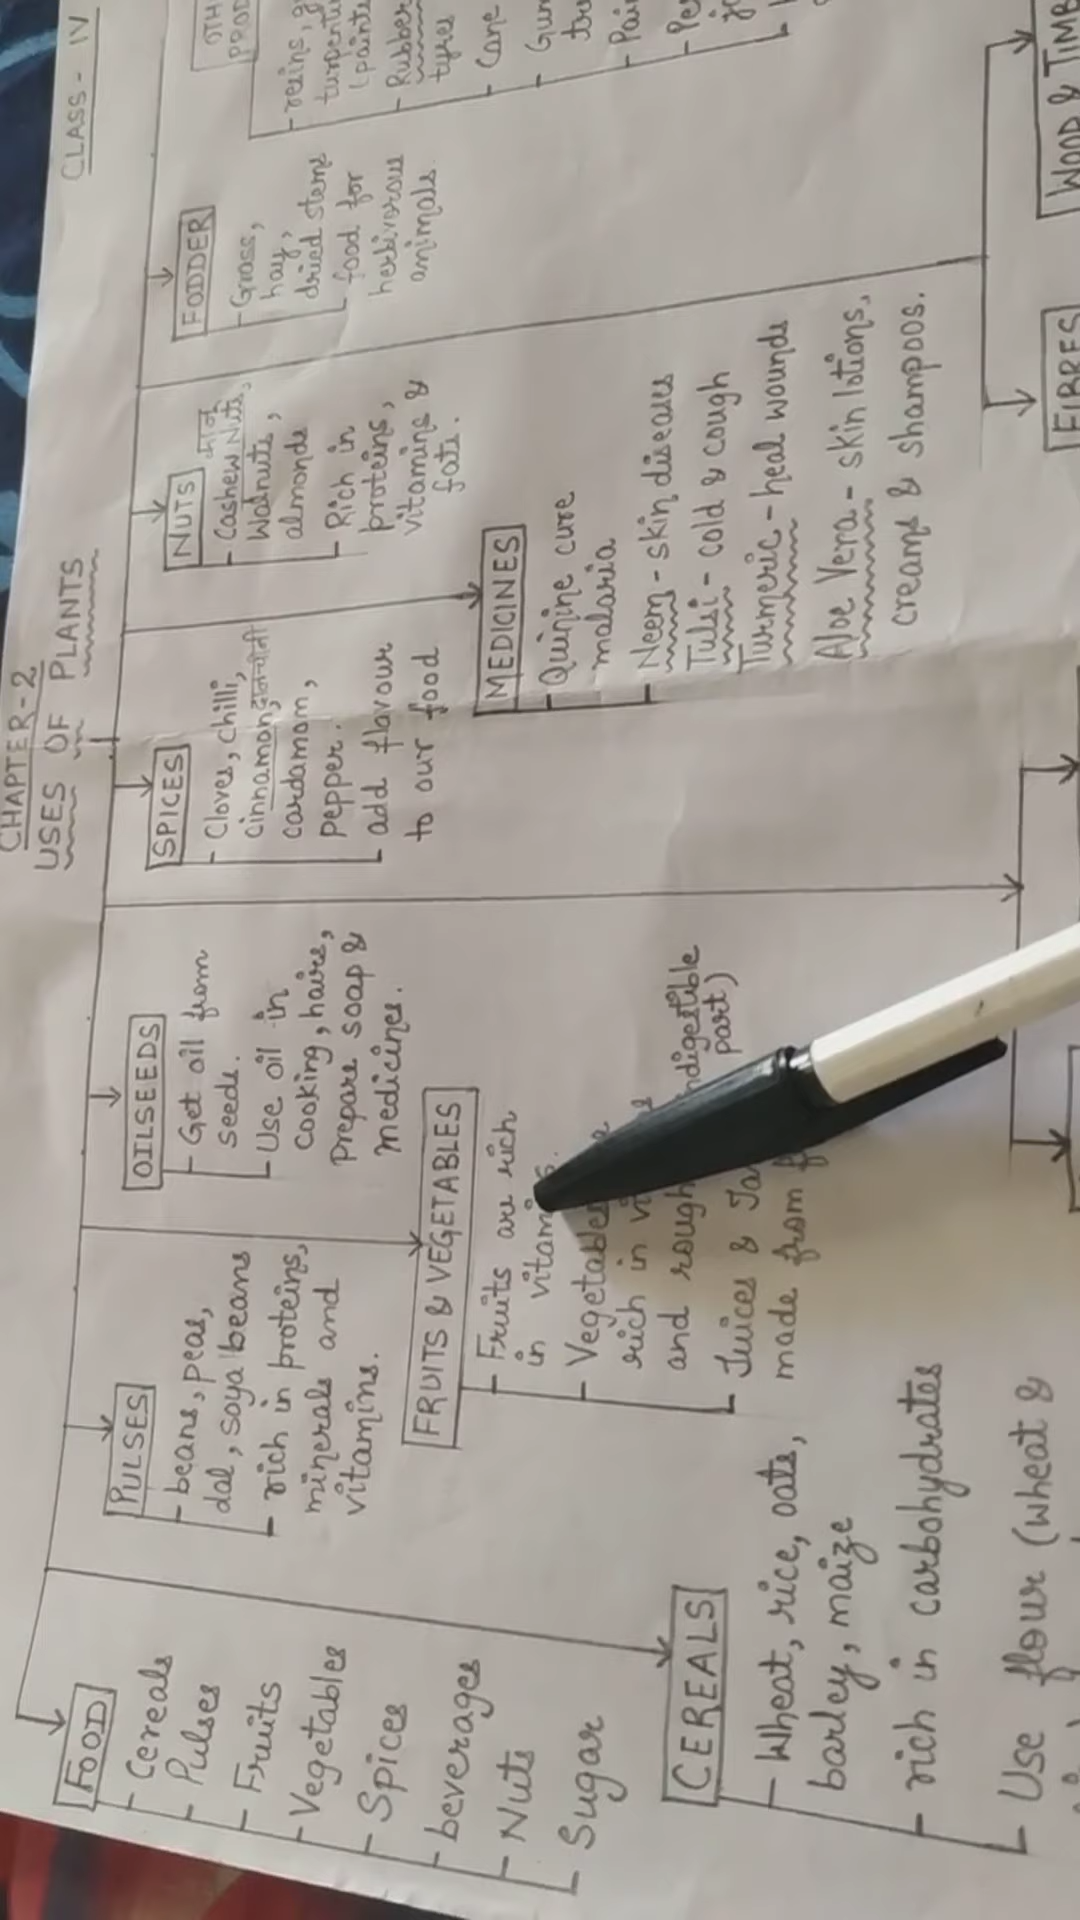 CHAPTER-2
USES OF PLANTS
CLASS-IV
FOOD
- Cereals
- Pulses
- Fruits
- Vegetables
- Spices
- beverages
- Nuts
- Sugar
CEREALS
- Wheat, rice, oats,
barley, maize
- rich in carbohydrates
- Use flour (wheat &
PULSES
- beans, peas,
dal, soya beans
- rich in proteins,
minerals and
vitamins.
FRUITS & VEGETABLES
- Fruits are rich
in
- Vegetables
rich in
and
part)
- Juices &
made from
OILSEEDS
- Get oil from
seeds.
- Use oil in
cooking, hairs,
prepare soap &
medicines.
SPICES
- Cloves, chilli,
cinnamon, दालचीनी
cardamom,
pepper.
- add flavour
to our food
MEDICINES
- Quinine cure
malaria
- Neem - skin diseases
Tulsi - cold & cough
Turmeric - heal wounds
Aloe Vera - skin lotions,
creams & shampoos.
NUTS
- Cashew Nuts,
Walnuts,
almonds
- Rich in
proteins,
vitamins &
fats.
FODDER
- Grass,
hay,
dried stems
- food for
herbivorous
animals.
- resins,
- Rubber
tyres
- Cane
FIBRES
WOOD &